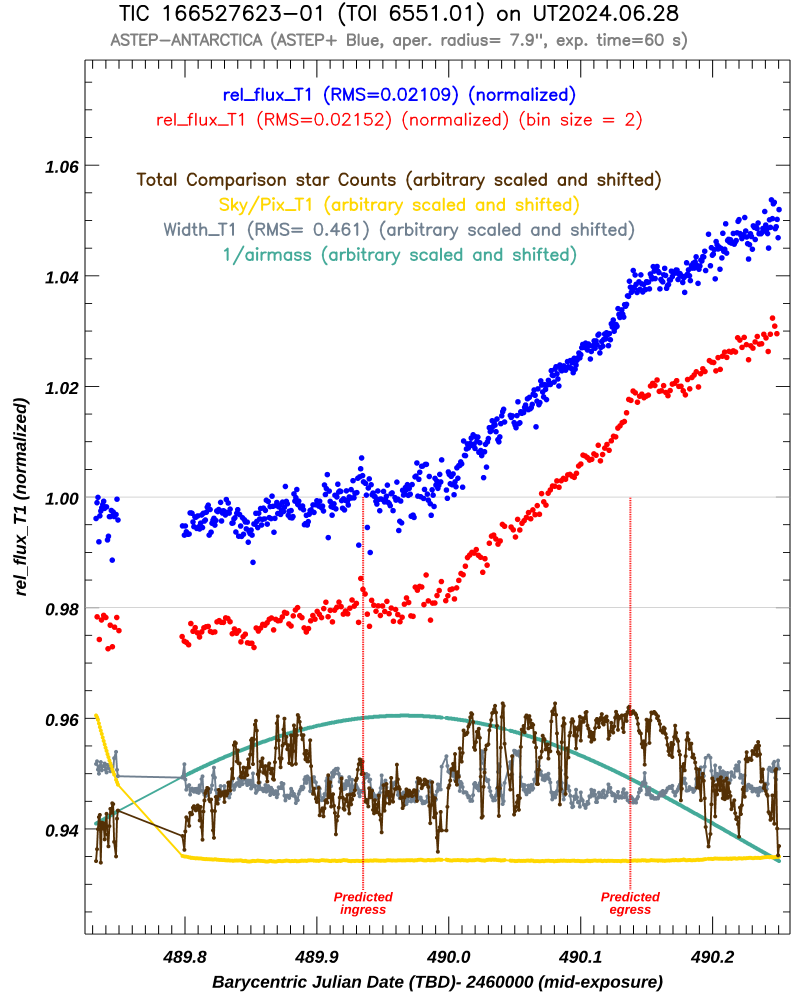 TIC 166527623-01 (TOI 6551.01) on UT2024.06.28
ASTEP-ANTARCTICA (ASTEP+ Blue, aper. radius= 7.9", exp. time=60 s)
rel_flux_T1 (RMS=0.02109) (normalized)
rel_flux_T1 (RMS=0.02152) (normalized) (bin size = 2)
Total Comparison star Counts (arbitrary scaled and shifted)
Sky/Pix_T1 (arbitrary scaled and shifted)
Width_T1 (RMS= 0.461) (arbitrary scaled and shifted)
1/airmass (arbitrary scaled and shifted)
rel_flux_T1 (normalized)
1.06
1.04
1.02
1.00
0.98
0.96
0.94
Predicted
ingress
Predicted
egress
489.8 489.9 490.0 490.1 490.2
Barycentric Julian Date (TBD)- 2460000 (mid-exposure)